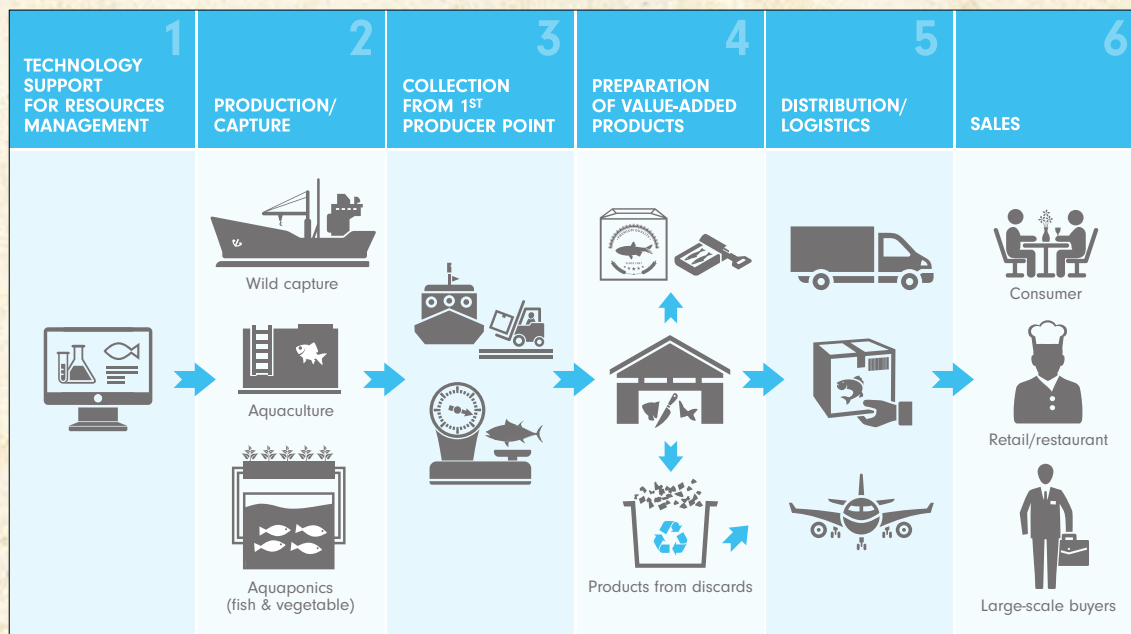 1
TECHNOLOGY
SUPPORT
FOR RESOURCES
MANAGEMENT
2
PRODUCTION/
CAPTURE
3
COLLECTION
FROM 1ST
PRODUCER POINT
4
PREPARATION
OF VALUE-ADDED
PRODUCTS
5
DISTRIBUTION/
LOGISTICS
6
SALES
Wild capture
Aquaculture
Aquaponics
(fish & vegetable)
PREMIUM QUALITY
Products from discards
Consumer
Retail/restaurant
Large-scale buyers